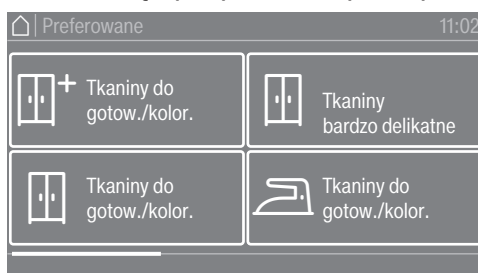 Preferowane 11:02
Tkaniny do
gotow./kolor.
Tkaniny
bardzo delikatne
Tkaniny do
gotow./kolor.
Tkaniny do
gotow./kolor.